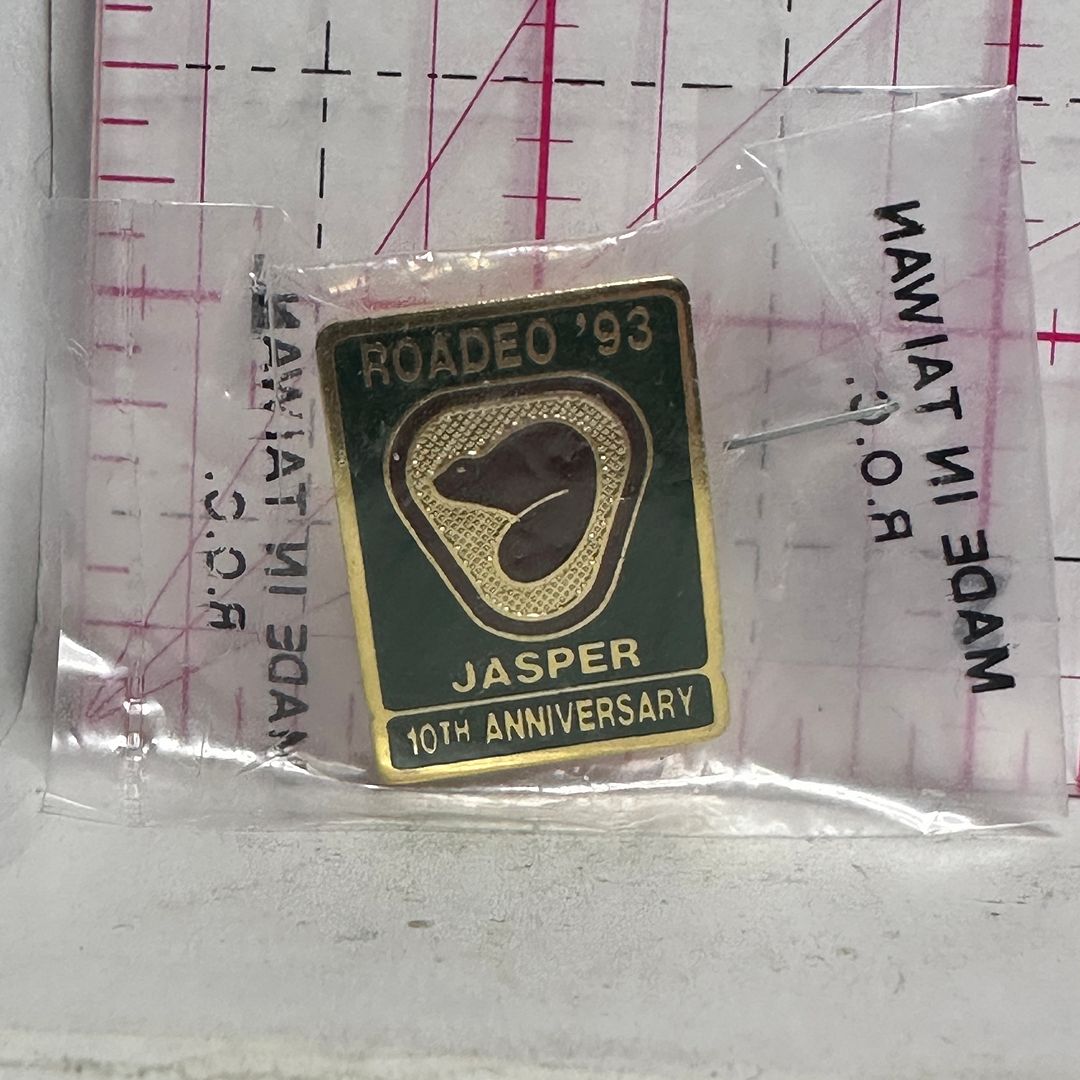 ROADEO '93
JASPER
10TH ANNIVERSARY
MADE IN TAIWAN
R.O.C.
MADE IN TAIWAN
R.O.C.